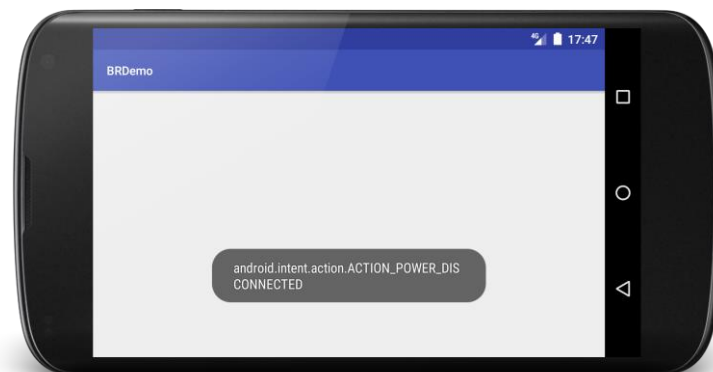 4G 17:47
BRDemo
android.intent.action.ACTION_POWER_DIS
CONNECTED